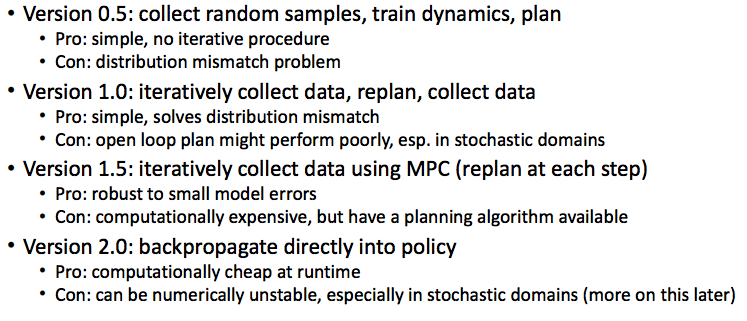 • Version 0.5: collect random samples, train dynamics, plan
• Pro: simple, no iterative procedure
• Con: distribution mismatch problem
• Version 1.0: iteratively collect data, replan, collect data
• Pro: simple, solves distribution mismatch
• Con: open loop plan might perform poorly, esp. in stochastic domains
• Version 1.5: iteratively collect data using MPC (replan at each step)
• Pro: robust to small model errors
• Con: computationally expensive, but have a planning algorithm available
• Version 2.0: backpropagate directly into policy
• Pro: computationally cheap at runtime
• Con: can be numerically unstable, especially in stochastic domains (more on this later)